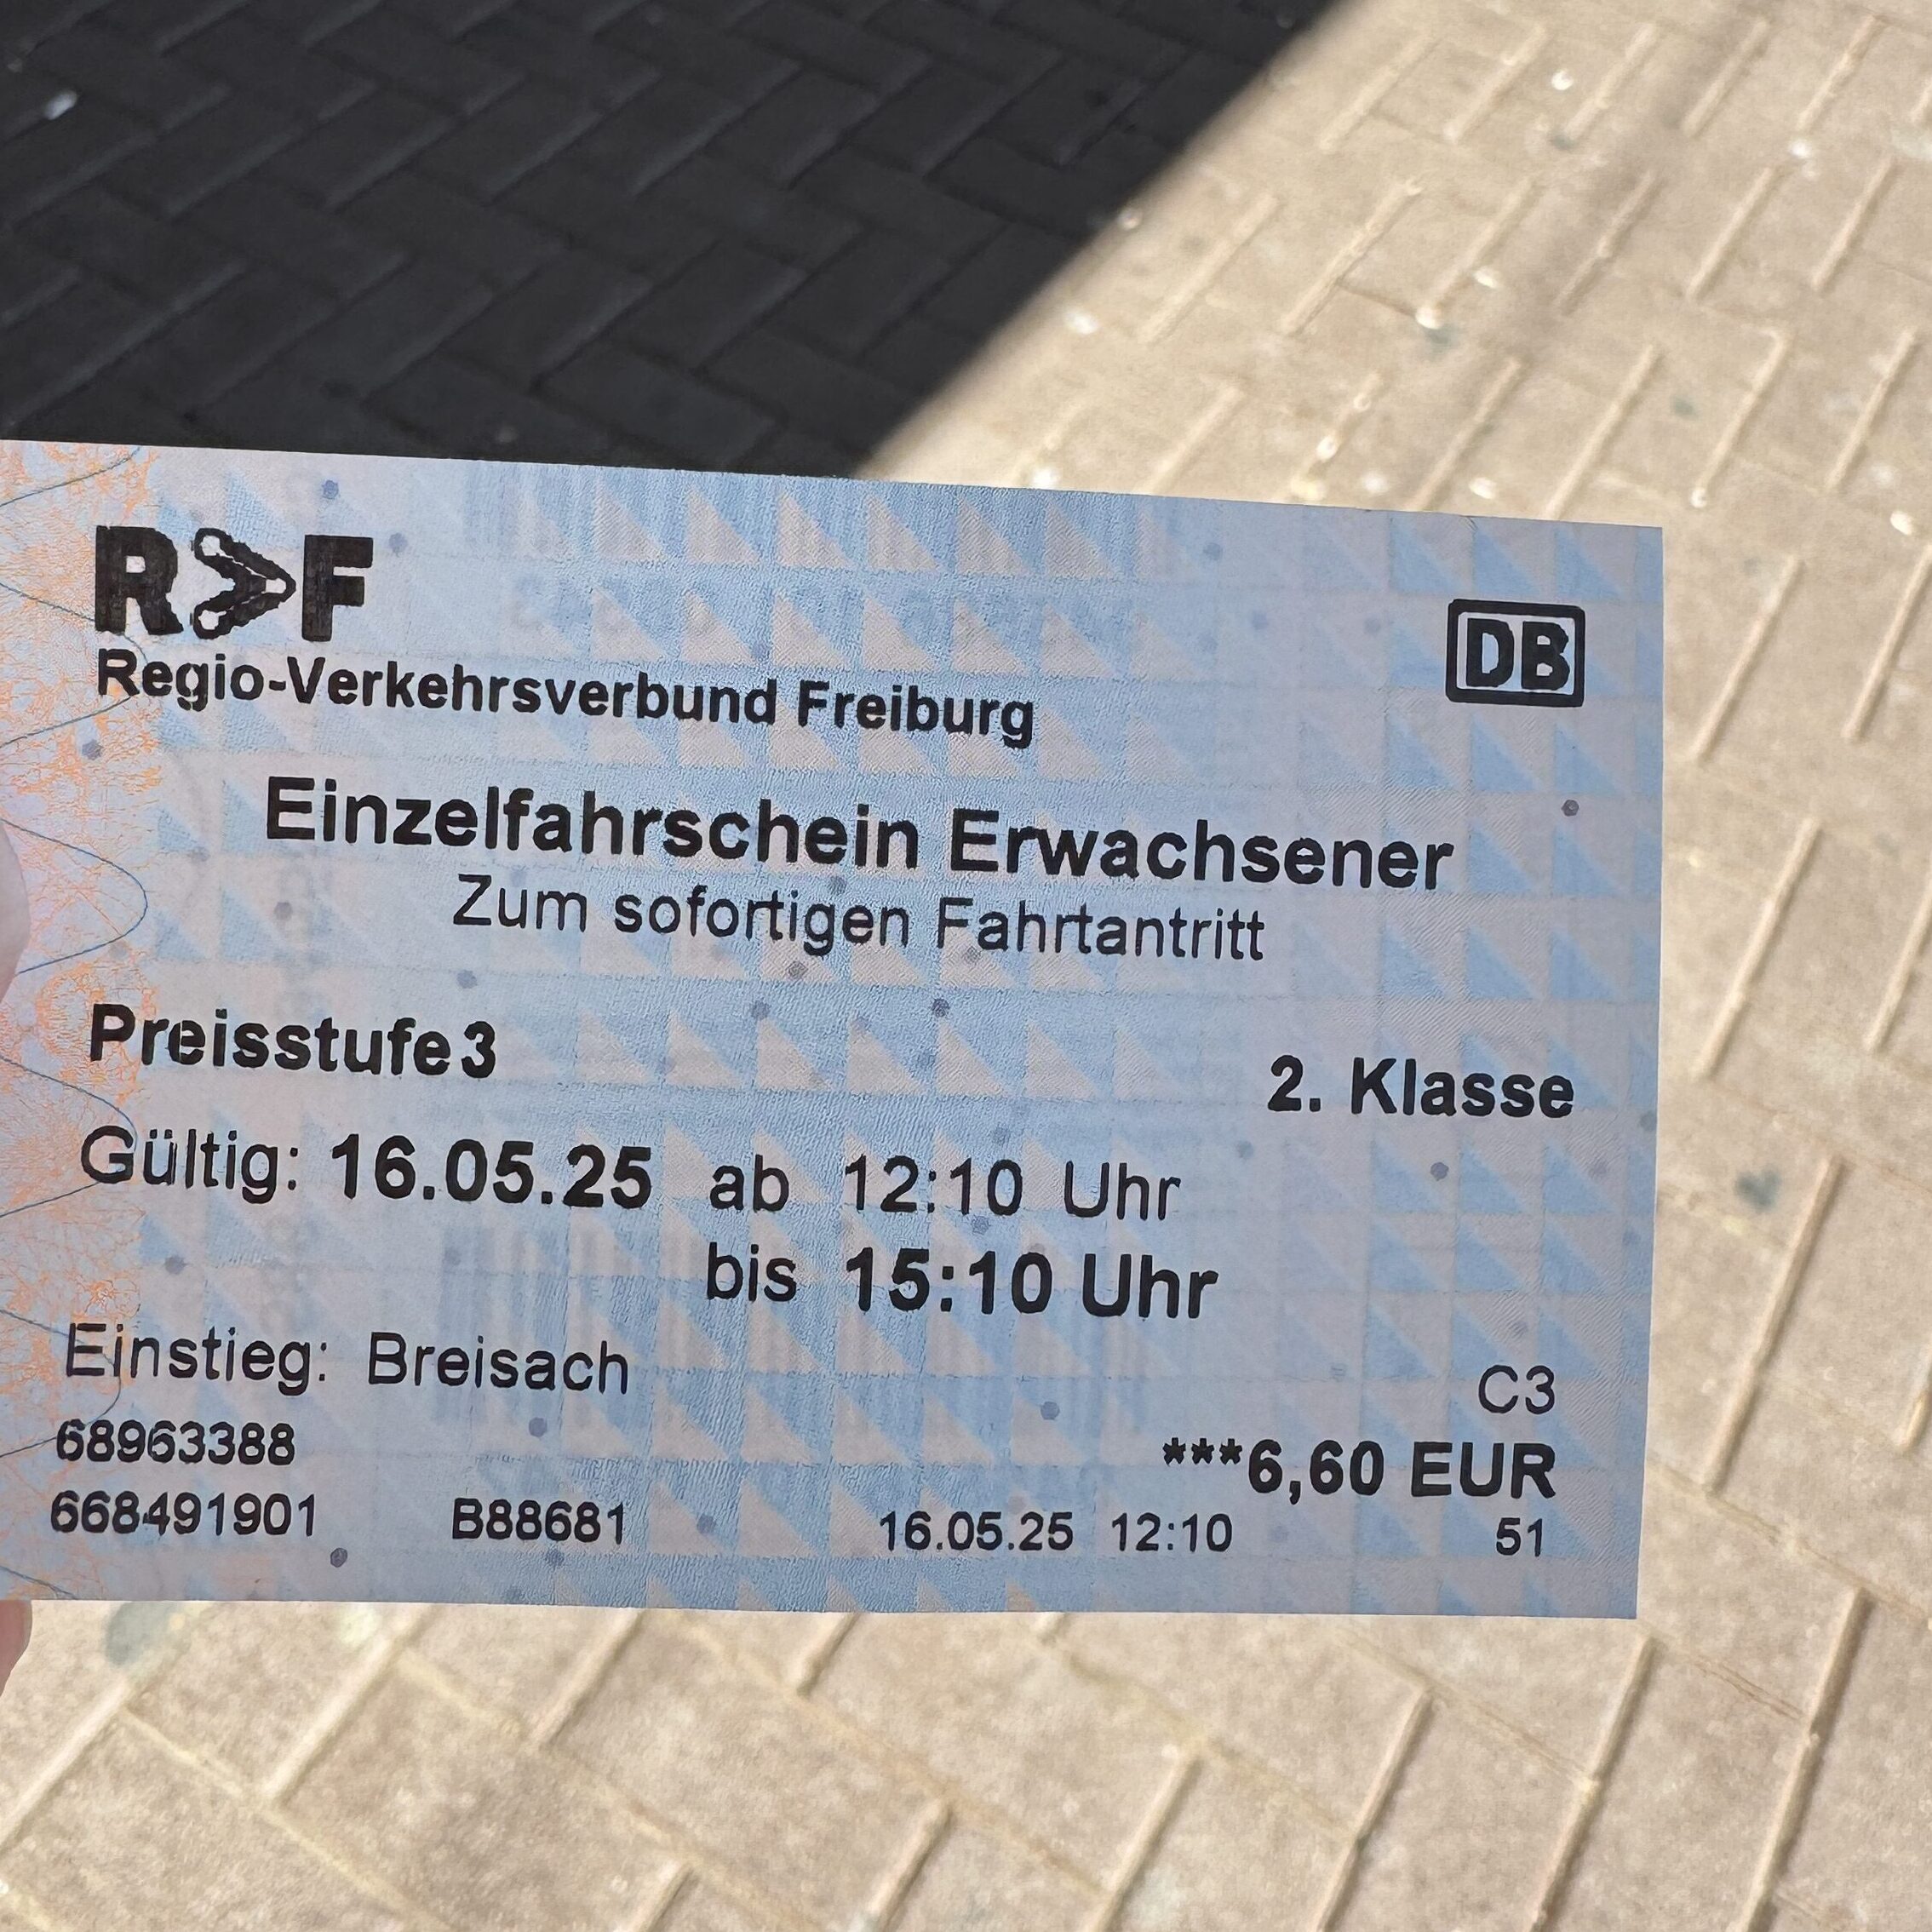 RVF
DB
Regio-Verkehrsverbund Freiburg
Einzelfahrschein Erwachsener
Zum sofortigen Fahrtantritt
Preisstufe 3 2. Klasse
Gültig: 16.05.25 ab 12:10 Uhr
bis 15:10 Uhr
Einstieg: Breisach C3
68963388 ***6,60 EUR
668491901 B88681 16.05.25 12:10 51